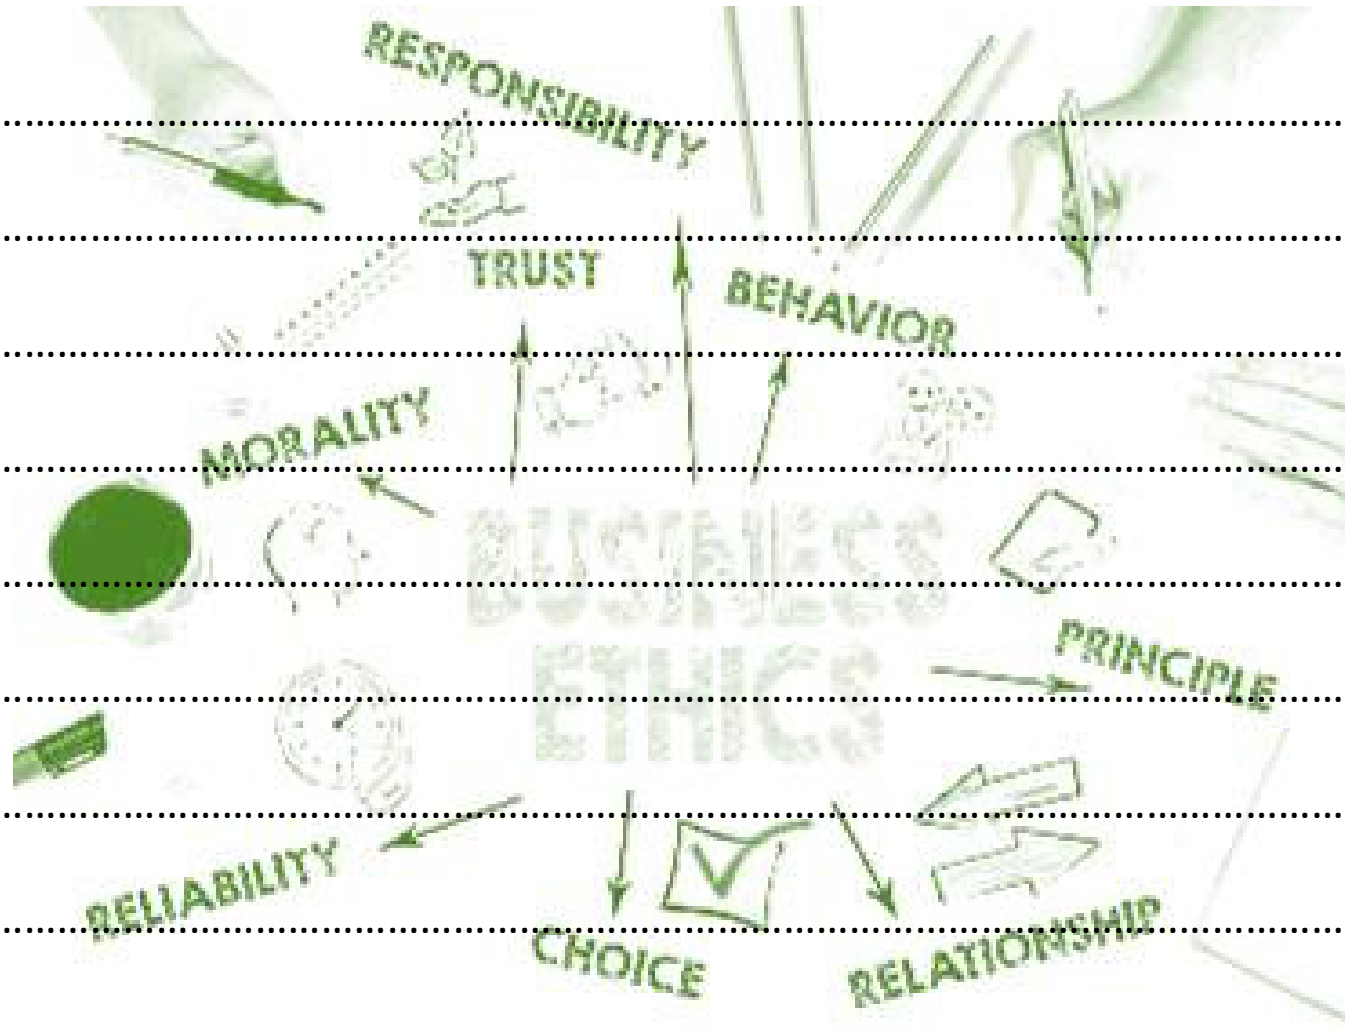 RESPONSIBILITY
TRUST
BEHAVIOR
MORALITY
BUSINESS
ETHICS
PRINCIPLE
RELIABILITY
CHOICE
RELATIONSHIP